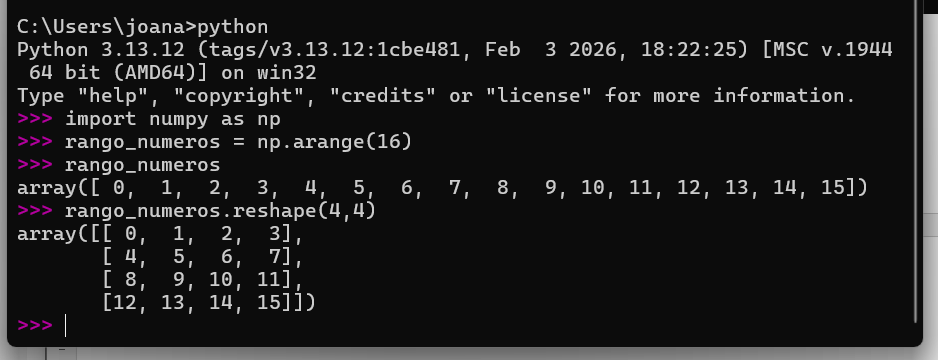 C:\Users\joana>python
Python 3.13.12 (tags/v3.13.12:1cbe481, Feb  3 2026, 18:22:25) [MSC v.1944
 64 bit (AMD64)] on win32
Type "help", "copyright", "credits" or "license" for more information.
>>> import numpy as np
>>> rango_numeros = np.arange(16)
>>> rango_numeros
array([ 0,  1,  2,  3,  4,  5,  6,  7,  8,  9, 10, 11, 12, 13, 14, 15])
>>> rango_numeros.reshape(4,4)
array([[ 0,  1,  2,  3],
       [ 4,  5,  6,  7],
       [ 8,  9, 10, 11],
       [12, 13, 14, 15]])
>>>